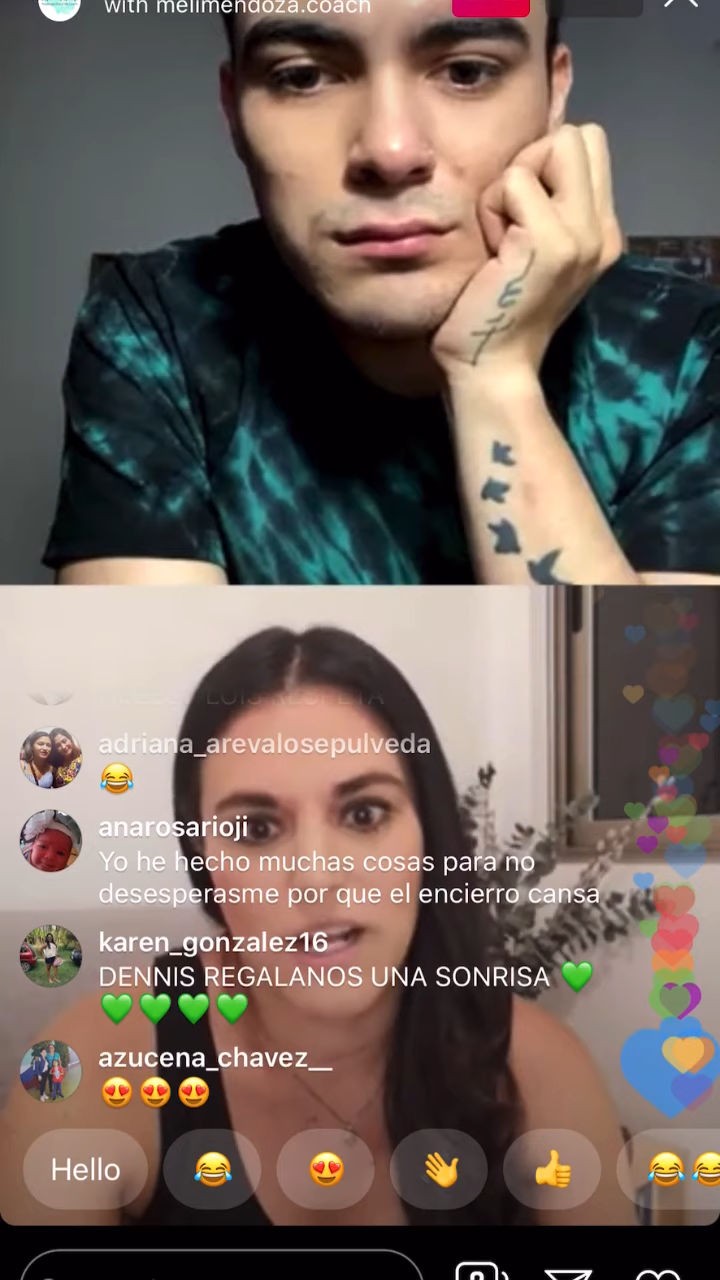 with melimendoza.coach
adriana_arevalosepulveda
😂
anarosarioji
Yo he hecho muchas cosas para no
desesperasme por que el encierro cansa
karen_gonzalez16
DENNIS REGALANOS UNA SONRISA 💚
💚💚💚💚
azucena_chavez__
😍😍😍
Hello 😂 😍 👋 👍 😂😂